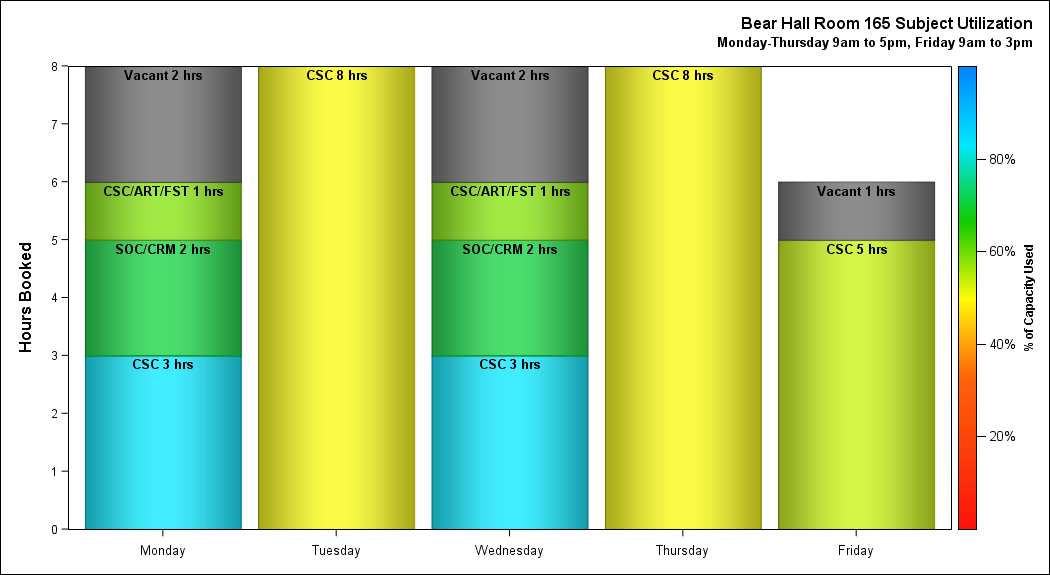 Bear Hall Room 165 Subject Utilization
Monday-Thursday 9am to 5pm, Friday 9am to 3pm
Hours Booked
8
7
6
5
4
3
2
1
0
Vacant 2 hrs
CSC/ART/FST 1 hrs
SOC/CRM 2 hrs
CSC 3 hrs
CSC 8 hrs
Vacant 2 hrs
CSC/ART/FST 1 hrs
SOC/CRM 2 hrs
CSC 3 hrs
CSC 8 hrs
Vacant 1 hrs
CSC 5 hrs
Monday
Tuesday
Wednesday
Thursday
Friday
80%
60%
40%
20%
% of Capacity Used